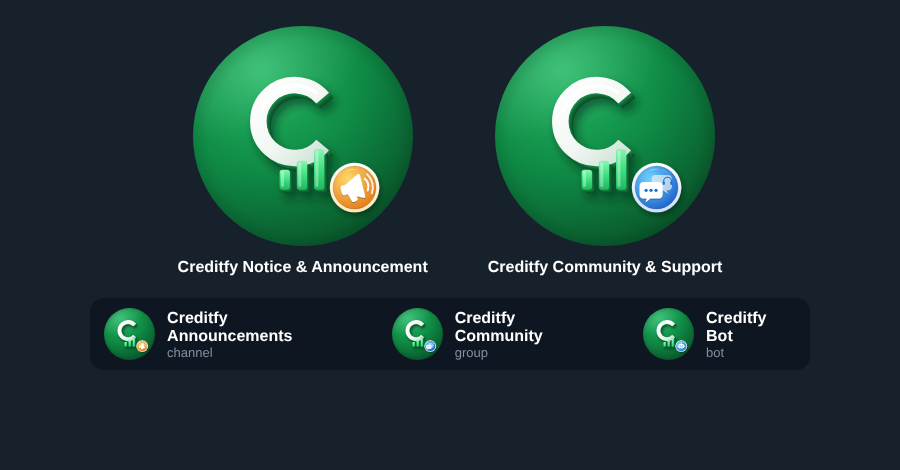 Creditfy Notice & Announcement
Creditfy Community & Support
Creditfy
Announcements
channel
Creditfy
Community
group
Creditfy
Bot
bot